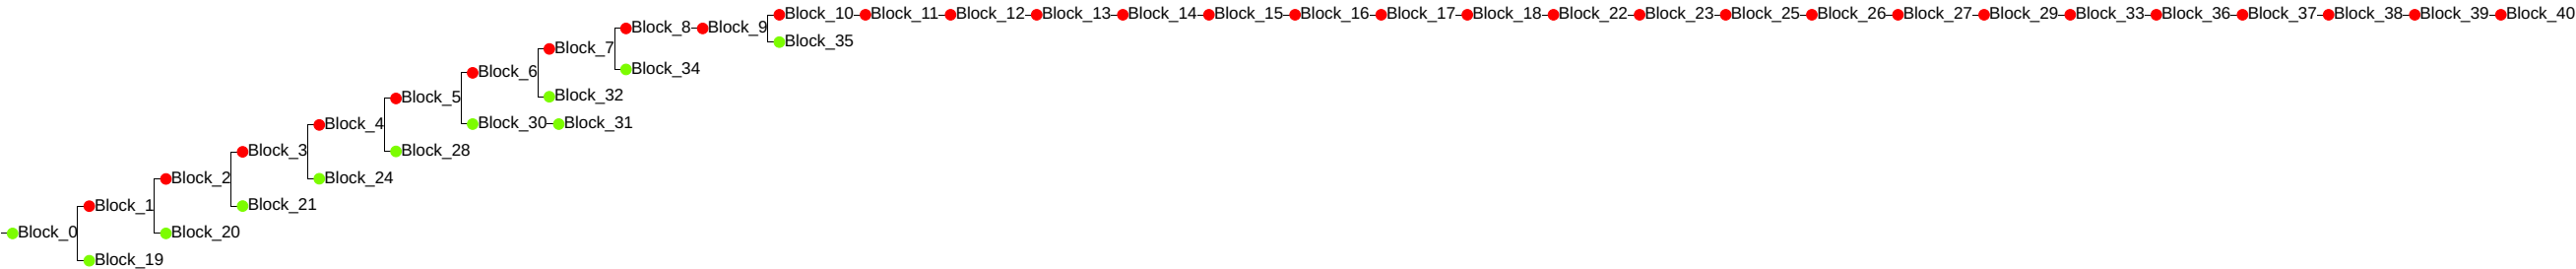 Block_10 Block_11 Block_12 Block_13 Block_14 Block_15 Block_16 Block_17 Block_18 Block_22 Block_23 Block_25 Block_26 Block_27 Block_29 Block_33 Block_36 Block_37 Block_38 Block_39 Block_40
Block_8 Block_9
Block_35
Block_7
Block_34
Block_6
Block_32
Block_5
Block_30 Block_31
Block_4
Block_28
Block_3
Block_24
Block_2
Block_21
Block_1
Block_20
Block_0
Block_19